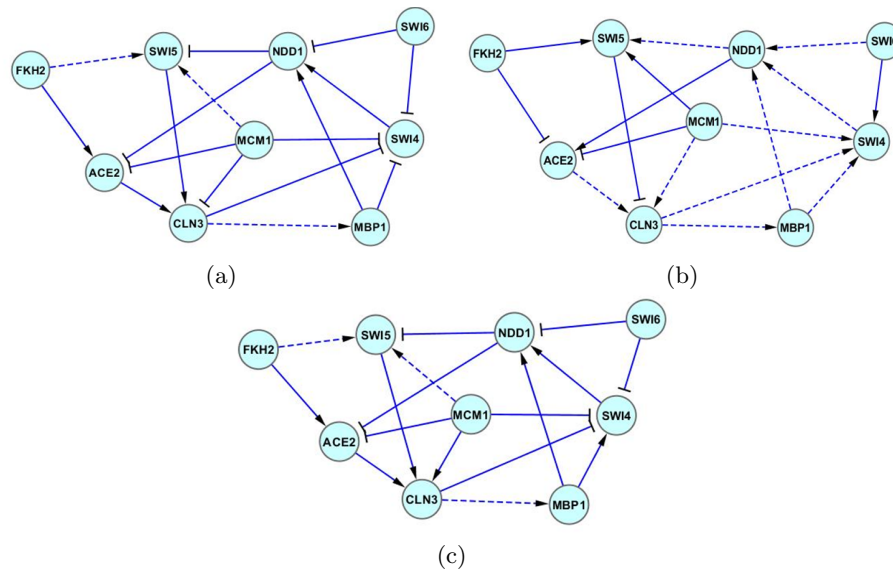 SWI6
SWI5
NDD1
FKH2
MCM1
SWI4
ACE2
CLN3
MBP1
(a)
SWI6
SWI5
NDD1
FKH2
MCM1
SWI4
ACE2
CLN3
MBP1
(b)
SWI6
SWI5
NDD1
FKH2
MCM1
SWI4
ACE2
CLN3
MBP1
(c)